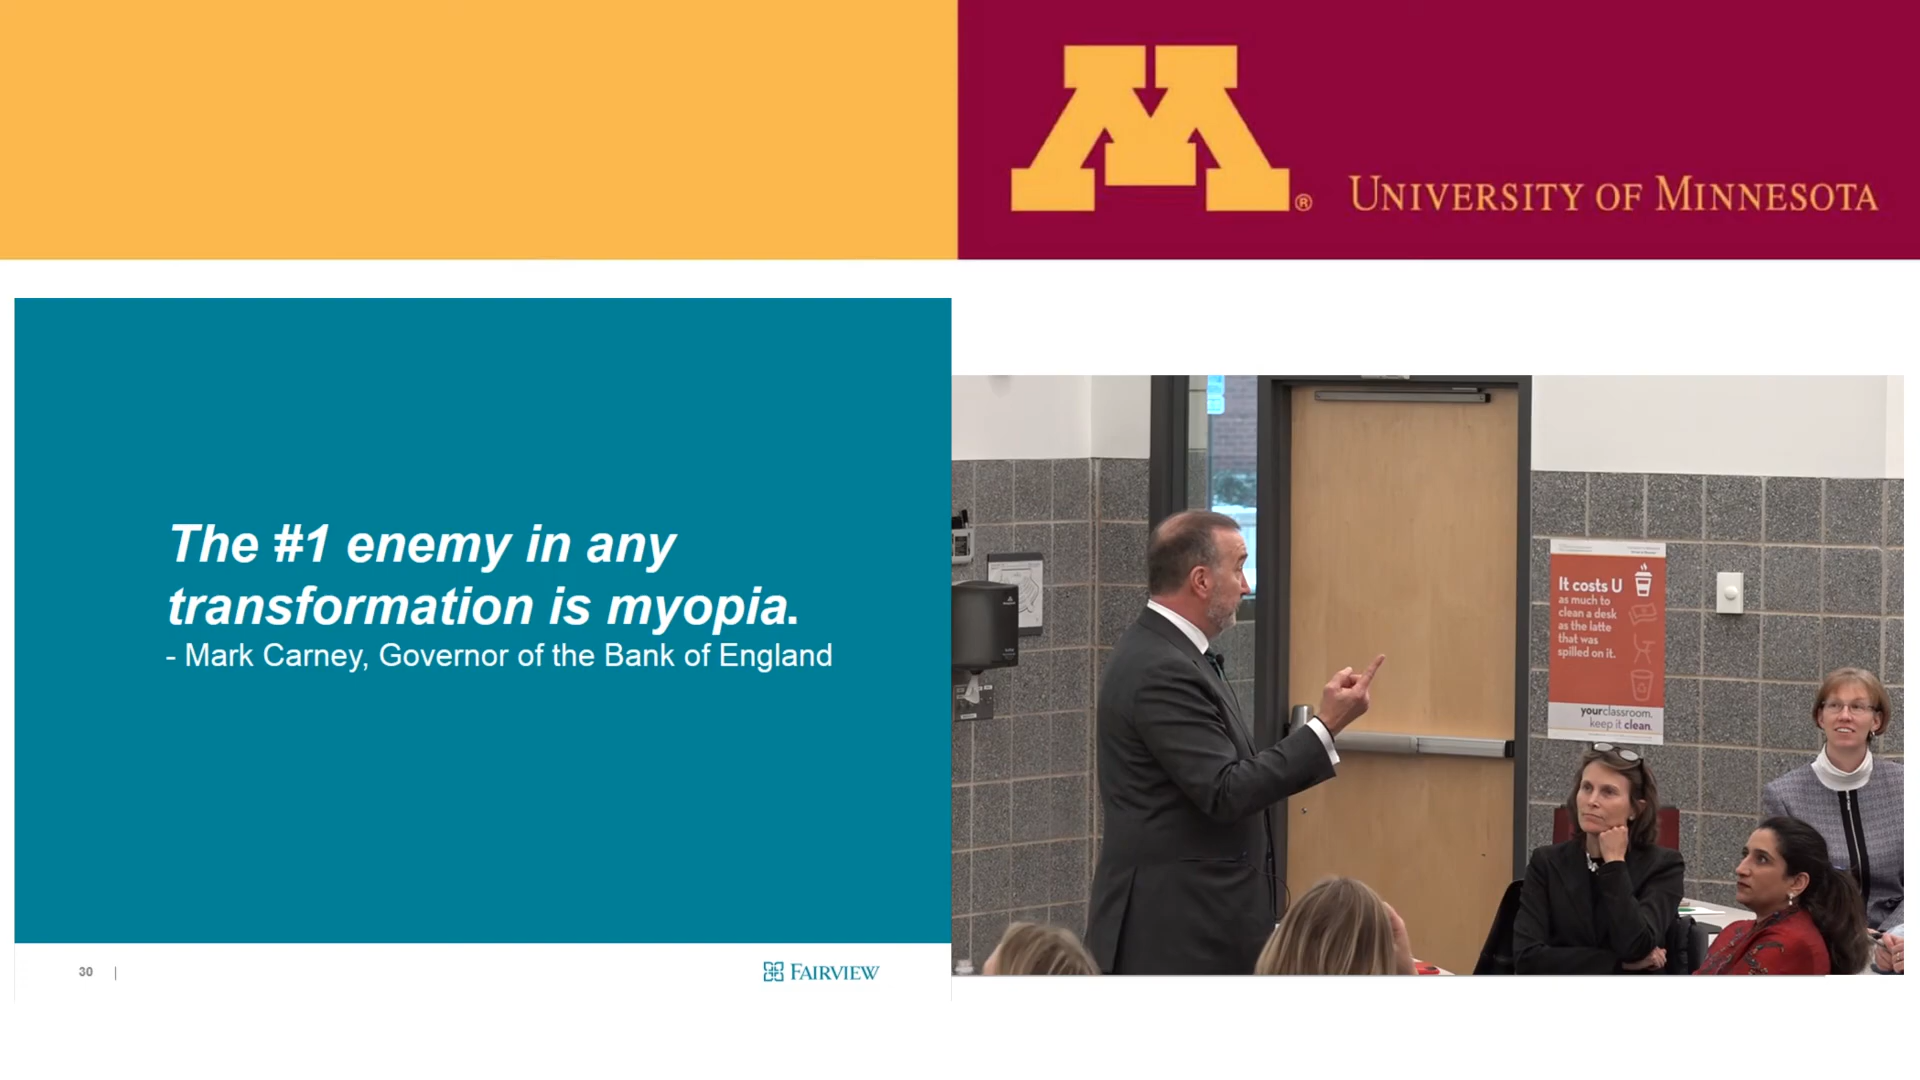 M®
UNIVERSITY OF MINNESOTA
The #1 enemy in any
transformation is myopia.
- Mark Carney, Governor of the Bank of England
30 |
FAIRVIEW
It costs U
as much to
clean a desk
as the latte
that was
spilled on it.
yourclassroom.
keep it clean.